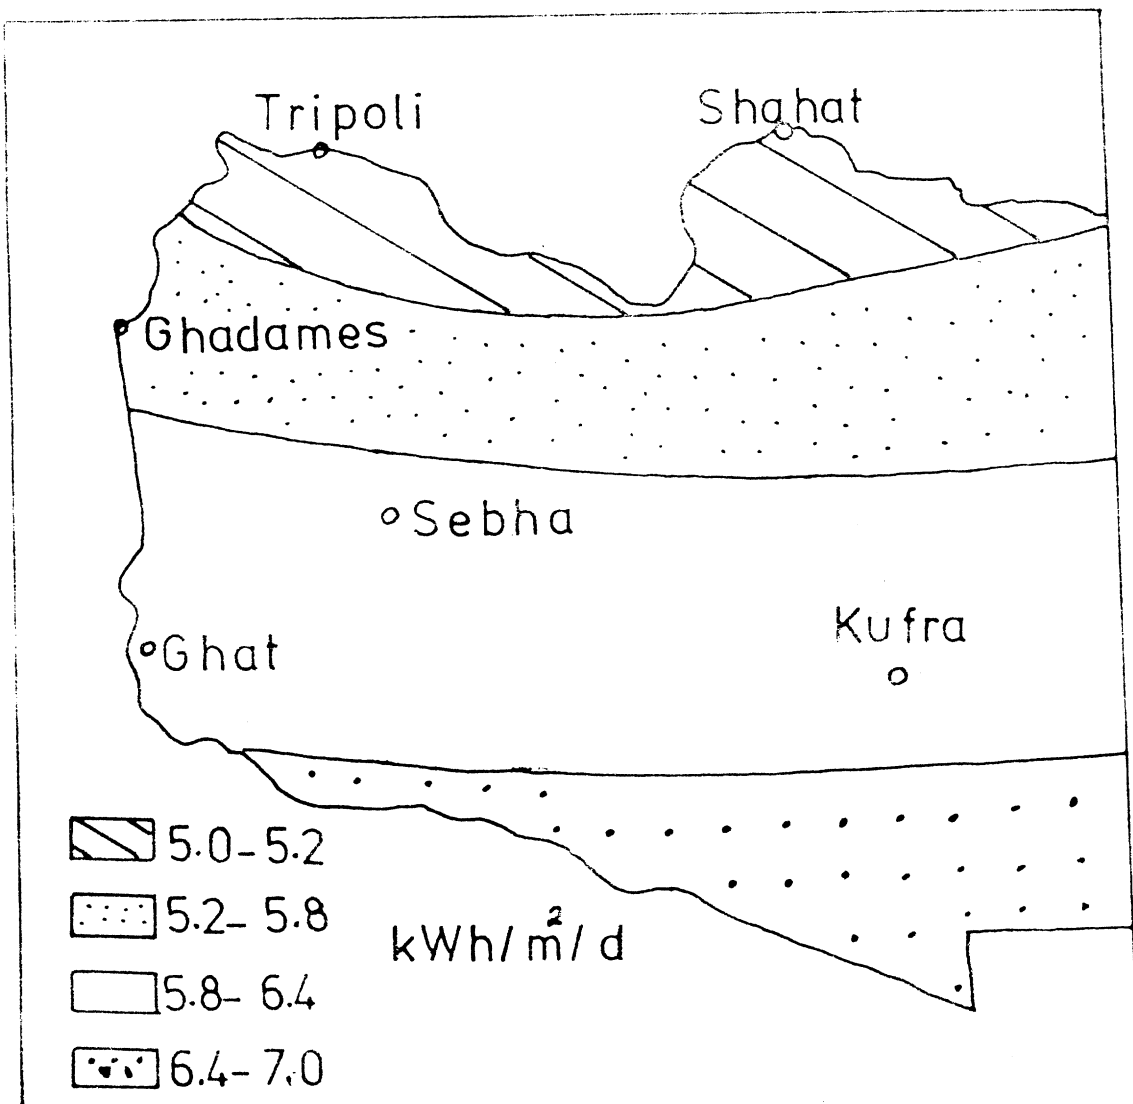 Tripoli
Shahat
Ghadames
Sebha
Kufra
Ghat
5.0-5.2
5.2-5.8
kWh/m²/d
5.8-6.4
6.4-7.0